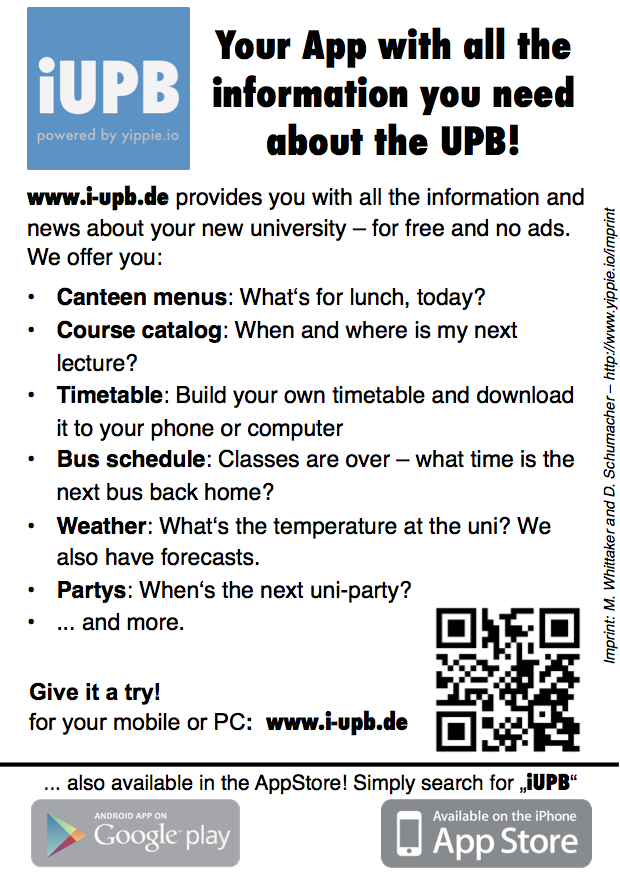 iUPB
powered by yippie.io
Your App with all the
information you need
about the UPB!
www.i-upb.de provides you with all the information and
news about your new university – for free and no ads.
We offer you:
• Canteen menus: What‘s for lunch, today?
• Course catalog: When and where is my next
lecture?
• Timetable: Build your own timetable and download
it to your phone or computer
• Bus schedule: Classes are over – what time is the
next bus back home?
• Weather: What‘s the temperature at the uni? We
also have forecasts.
• Partys: When‘s the next uni-party?
• ... and more.
Give it a try!
for your mobile or PC: www.i-upb.de
Imprint: M. Whittaker and D. Schumacher – http://www.yippie.io/imprint
... also available in the AppStore! Simply search for „iUPB“
ANDROID APP ON
Google play
Available on the iPhone
App Store